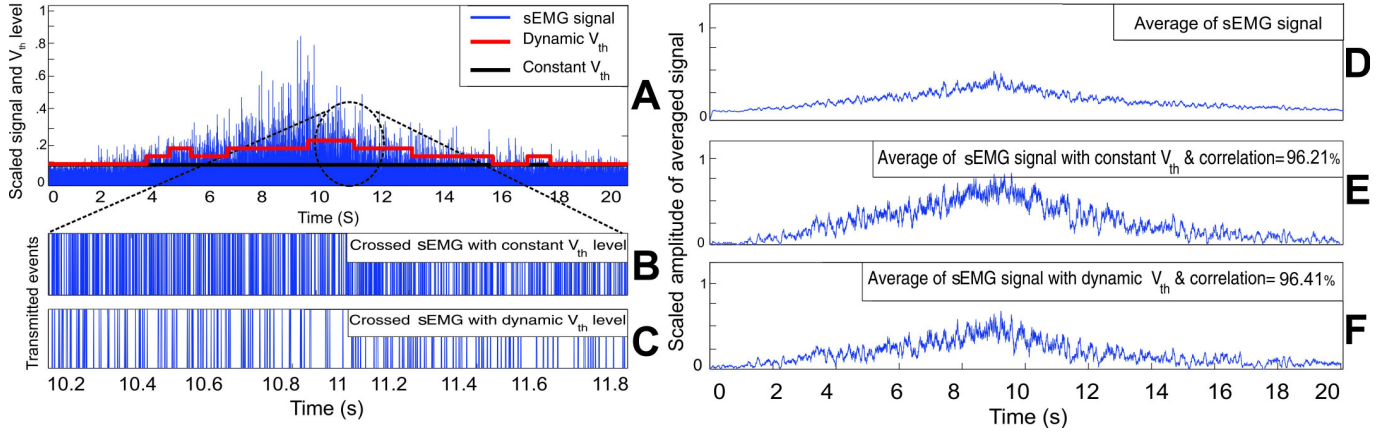 Scaled signal and Vth level
1
.8
.6
.4
.2
0
sEMG signal
Dynamic Vth
Constant Vth
A
0 2 4 6 8 10 12 14 16 18 20
Time (S)
Transmitted events
Crossed sEMG with constant Vth level
B
Crossed sEMG with dynamic Vth level
C
10.2 10.4 10.6 10.8 11 11.2 11.4 11.6 11.8
Time (s)
Scaled amplitude of averaged signal
1
0
Average of sEMG signal
D
1
0
Average of sEMG signal with constant Vth & correlation= 96.21%
E
1
0
Average of sEMG signal with dynamic Vth & correlation= 96.41%
F
0 2 4 6 8 10 12 14 16 18 20
Time (s)